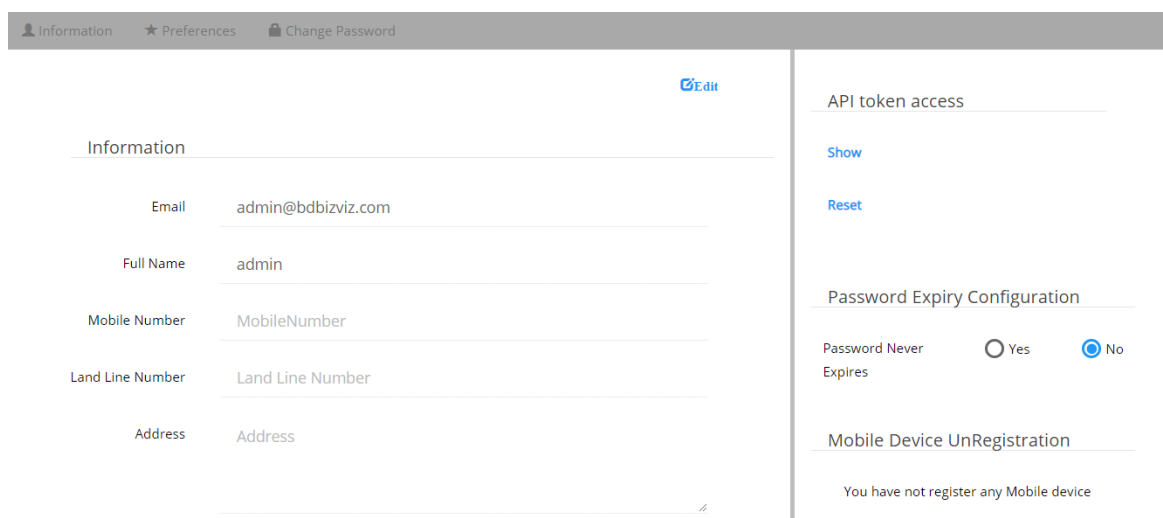 Information Preferences Change Password
Edit
Information
Email admin@bdbizviz.com
Full Name admin
Mobile Number MobileNumber
Land Line Number Land Line Number
Address Address
API token access
Show
Reset
Password Expiry Configuration
Password Never Expires Yes No
Mobile Device UnRegistration
You have not register any Mobile device